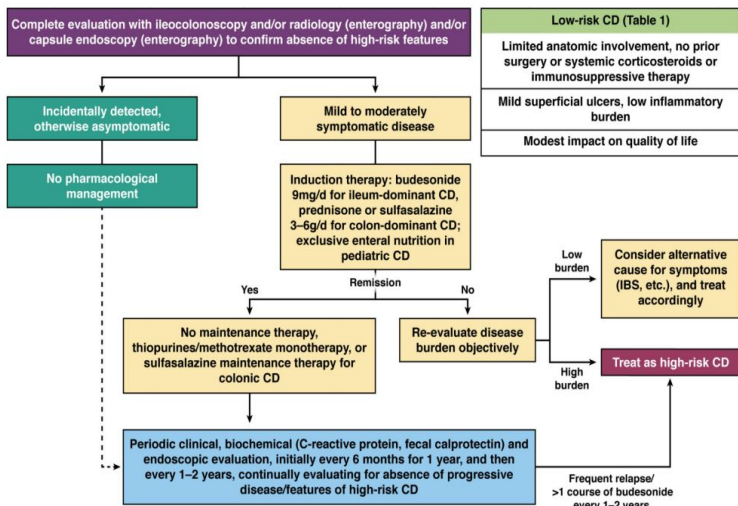 Complete evaluation with ileocolonoscopy and/or radiology (enterography) and/or
capsule endoscopy (enterography) to confirm absence of high-risk features
Low-risk CD (Table 1)
Limited anatomic involvement, no prior
surgery or systemic corticosteroids or
immunosuppressive therapy
Mild superficial ulcers, low inflammatory
burden
Modest impact on quality of life
Incidentally detected,
otherwise asymptomatic
Mild to moderately
symptomatic disease
No pharmacological
management
Induction therapy: budesonide
9mg/d for ileum-dominant CD,
prednisone or sulfasalazine
3–6g/d for colon-dominant CD;
exclusive enteral nutrition in
pediatric CD
Remission
Yes
No
Low
burden
Consider alternative
cause for symptoms
(IBS, etc.), and treat
accordingly
No maintenance therapy,
thiopurines/methotrexate monotherapy, or
sulfasalazine maintenance therapy for
colonic CD
Re-evaluate disease
burden objectively
High
burden
Treat as high-risk CD
Periodic clinical, biochemical (C-reactive protein, fecal calprotectin) and
endoscopic evaluation, initially every 6 months for 1 year, and then
every 1–2 years, continually evaluating for absence of progressive
disease/features of high-risk CD
Frequent relapse/
>1 course of budesonide
every 1–2 years